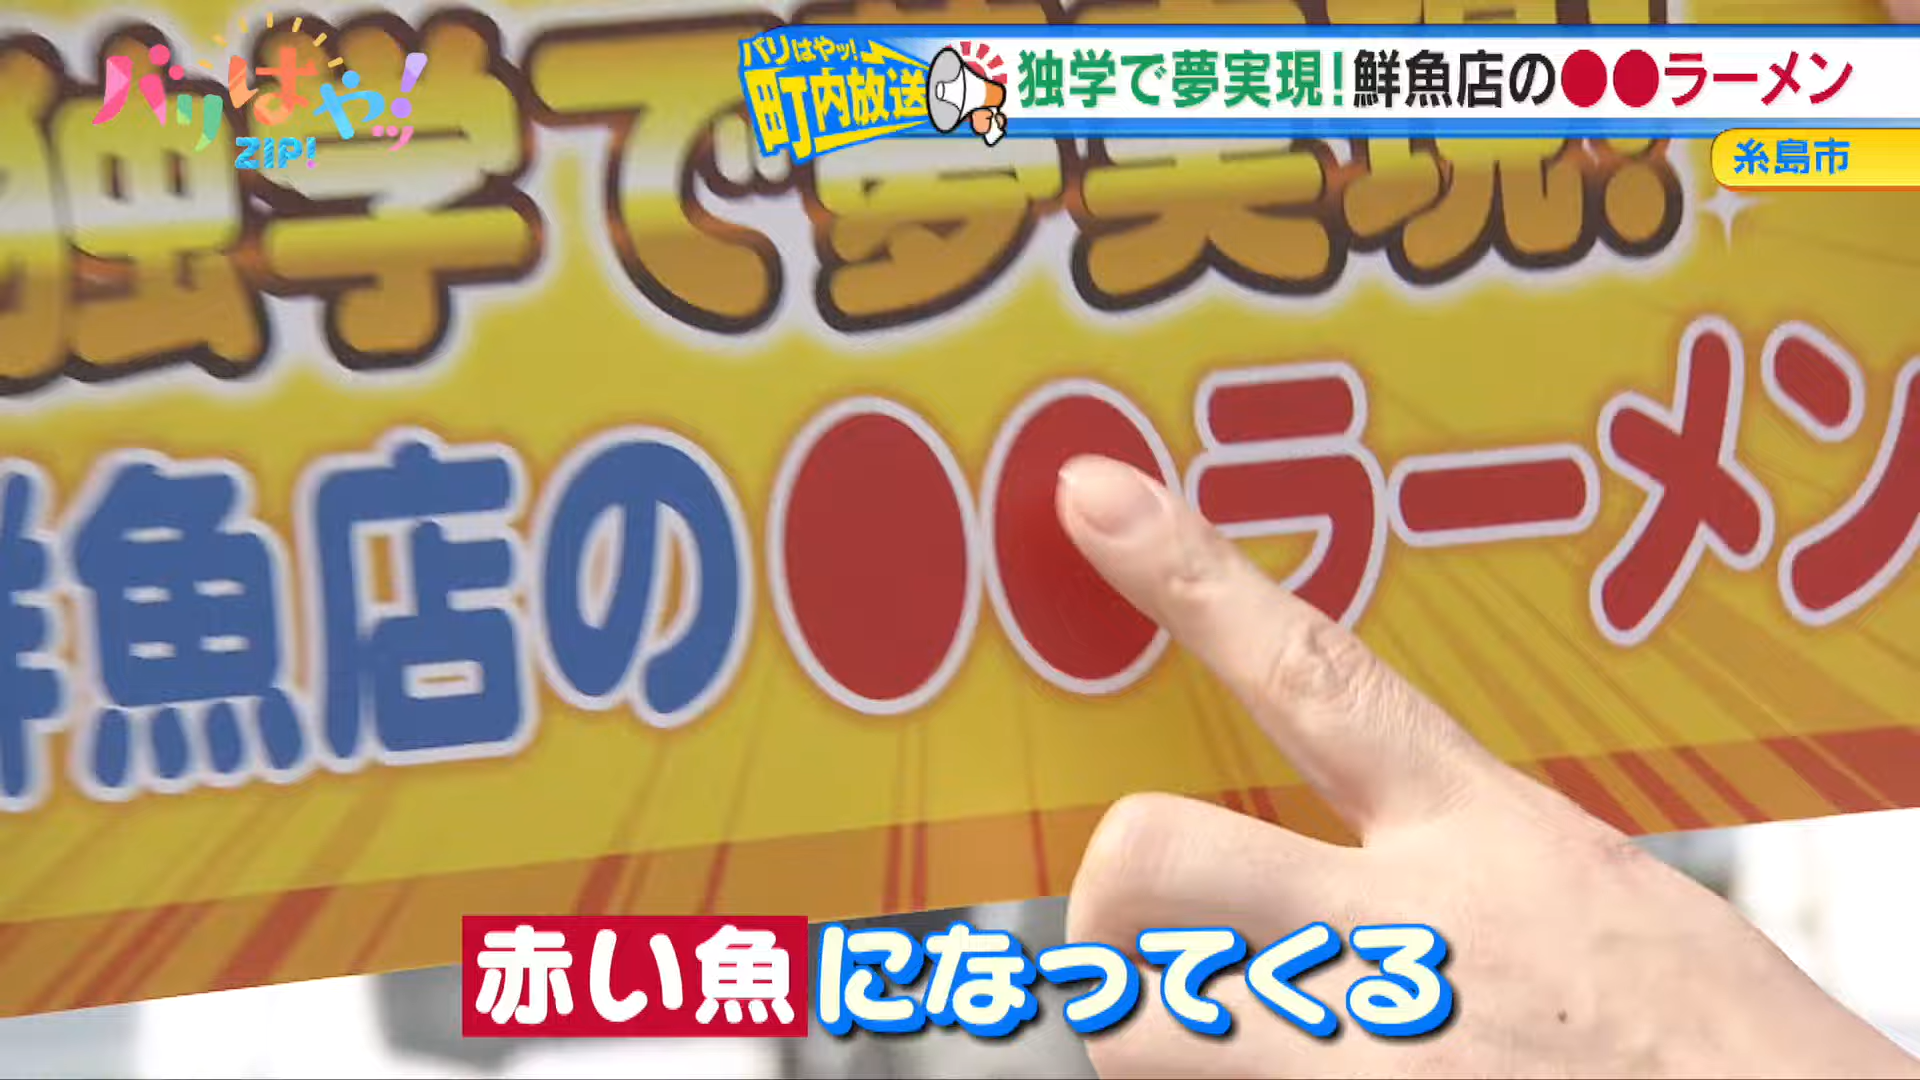 バリはやッ!
ZIP!
バリはやッ!
町内放送
独学で夢実現!鮮魚店の●●ラーメン
糸島市
独学で夢実現!
鮮魚店の●●ラーメン
赤い魚になってくる